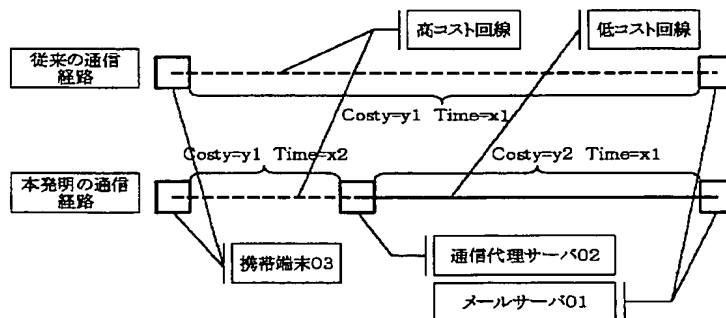 高コスト回線
低コスト回線
従来の通信
経路
Costy=y1 Time=x1
Costy=y1 Time=x2
Costy=y2 Time=x1
本発明の通信
経路
携帯端末03
通信代理サーバ02
メールサーバ01